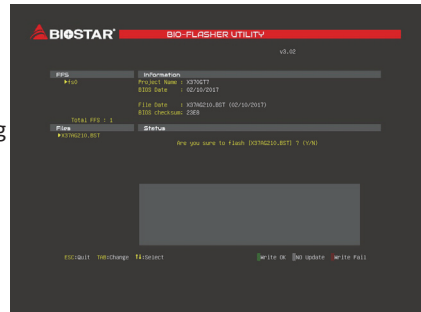 g
BIOSTAR
BIO-FLASHER UTILITY
v3.02
FFS
▶fs0
Total FFS : 1
Information
Project Name : X370GT7
BIOS Date : 02/10/2017
File Date : X37AG210.BST (02/10/2017)
BIOS checksum: 23E8
Files
▶X37AG210.BST
Status
Are you sure to flash (X37AG210.BST) ? (Y/N)
ESC:Quit TAB:Change ↑↓:Select
Write OK NO Update Write Fail